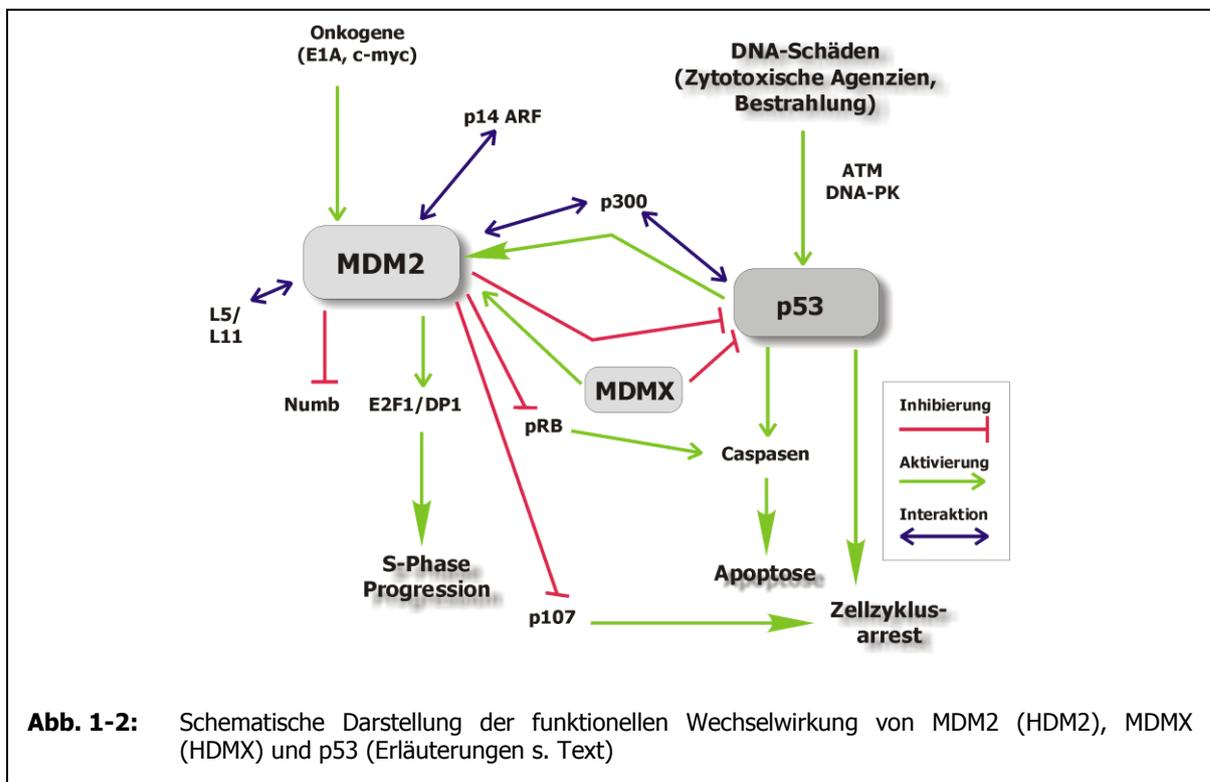 Onkogene
(E1A, c-myc)
DNA-Schäden
(Zytotoxische Agenzien,
Bestrahlung)
p14 ARF
ATM
DNA-PK
p300
MDM2
p53
L5/
L11
MDMX
Numb
E2F1/DP1
pRB
Caspasen
Inhibierung
Aktivierung
Interaktion
S-Phase
Progression
Apoptose
p107
Zellzyklus-
arrest
Abb. 1-2: Schematische Darstellung der funktionellen Wechselwirkung von MDM2 (HDM2), MDMX
(HDMX) und p53 (Erläuterungen s. Text)